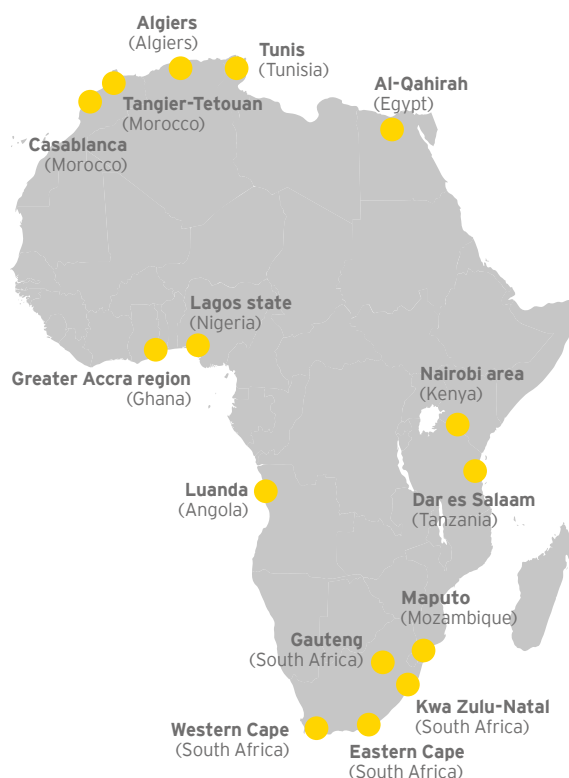 Algiers
(Algiers)
Tunis
(Tunisia)
Al-Qahirah
(Egypt)
Tangier-Tetouan
(Morocco)
Casablanca
(Morocco)
Lagos state
(Nigeria)
Greater Accra region
(Ghana)
Nairobi area
(Kenya)
Luanda
(Angola)
Dar es Salaam
(Tanzania)
Maputo
(Mozambique)
Gauteng
(South Africa)
Kwa Zulu-Natal
(South Africa)
Western Cape
(South Africa)
Eastern Cape
(South Africa)